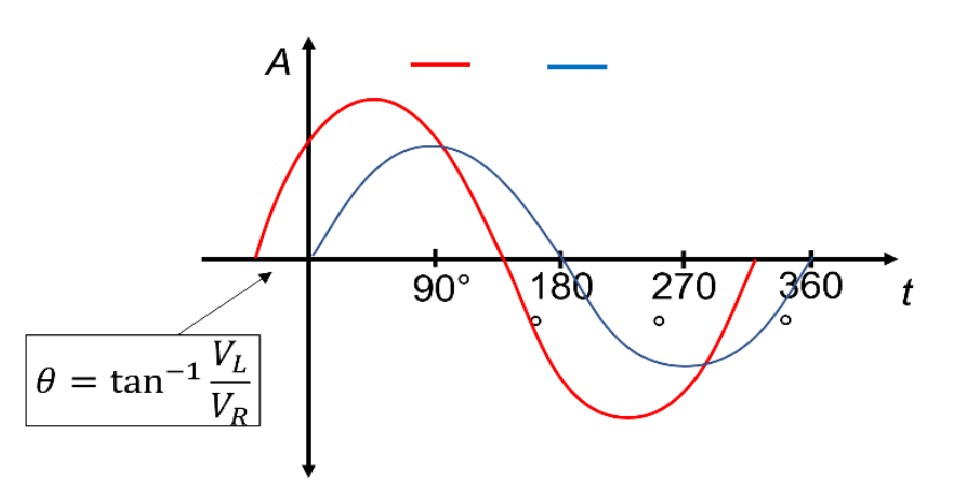 A
90° 180 270 360
° ° °
t
θ = tan⁻¹ V_L/V_R